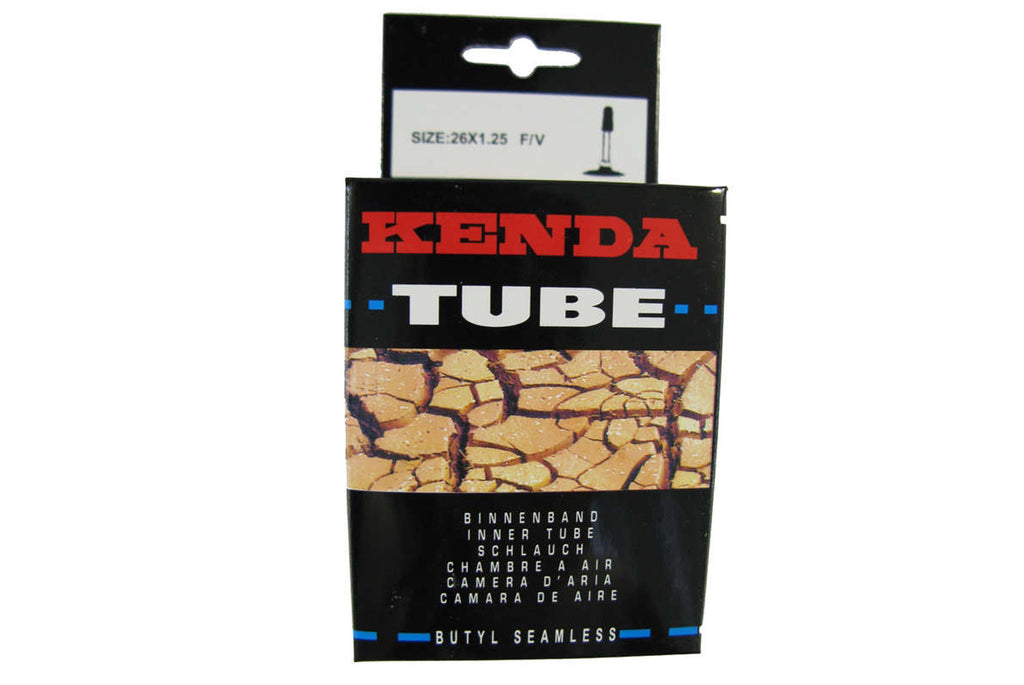 SIZE:26X1.25 F/V
KENDA
TUBE
BINNENBAND
INNER TUBE
SCHLAUCH
CHAMBRE A AIR
CAMERA D'ARIA
CAMARA DE AIRE
BUTYL SEAMLESS